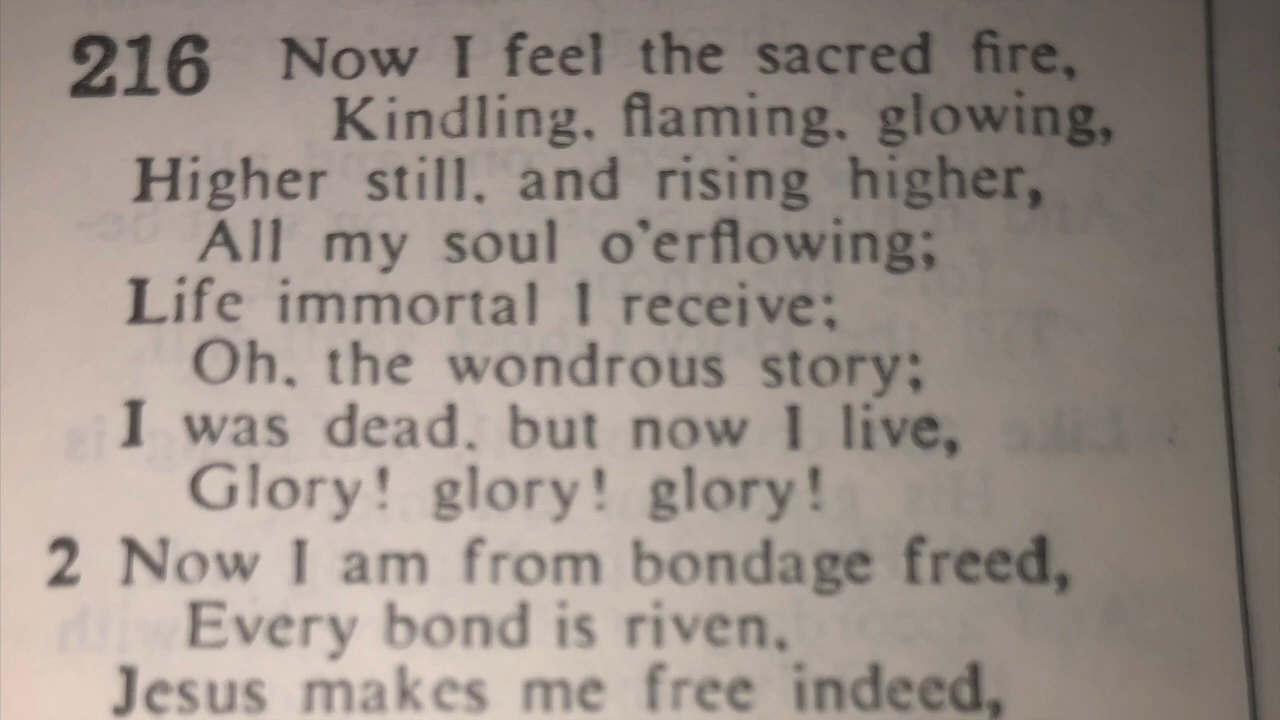 216 Now I feel the sacred fire,
Kindling, flaming, glowing,
Higher still, and rising higher,
All my soul o'erflowing;
Life immortal I receive;
Oh, the wondrous story;
I was dead, but now I live,
Glory! glory! glory!
2 Now I am from bondage freed,
Every bond is riven,
Jesus makes me free indeed,